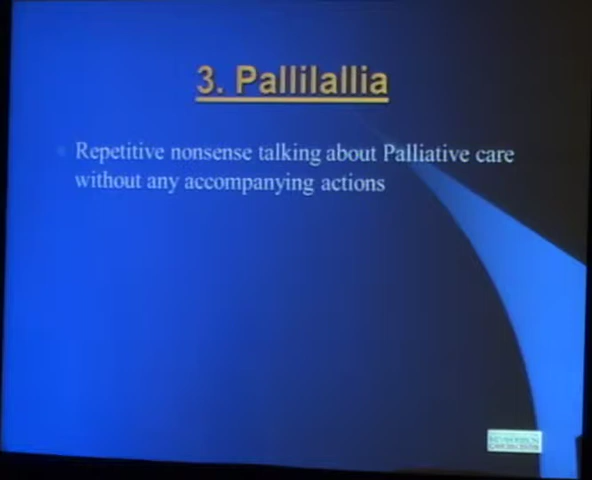 3. Pallilallia
Repetitive nonsense talking about Palliative care
without any accompanying actions